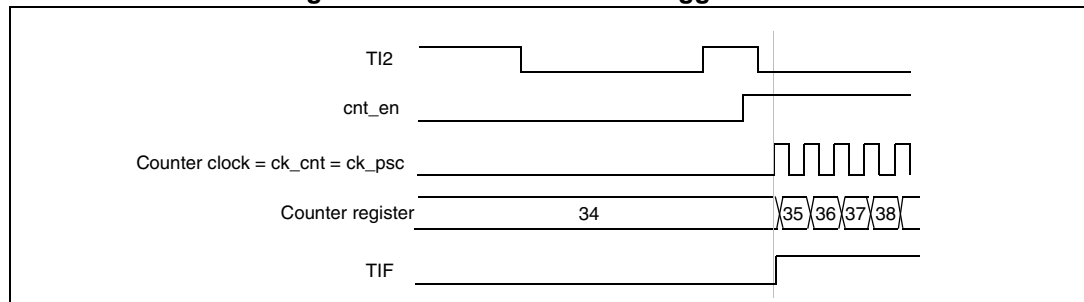 TI2
cnt_en
Counter clock = ck_cnt = ck_psc
Counter register 34 35 36 37 38
TIF